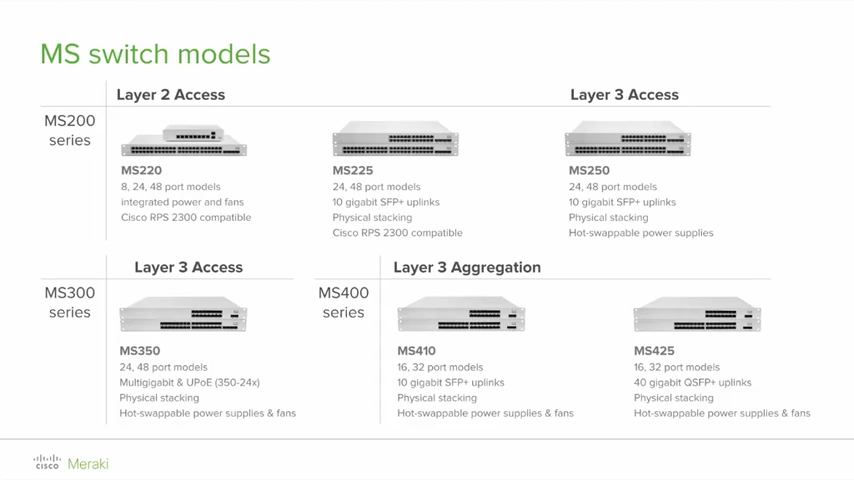 MS switch models
Layer 2 Access
Layer 3 Access
MS200
series
MS220
8, 24, 48 port models
integrated power and fans
Cisco RPS 2300 compatible
MS225
24, 48 port models
10 gigabit SFP+ uplinks
Physical stacking
Cisco RPS 2300 compatible
MS250
24, 48 port models
10 gigabit SFP+ uplinks
Physical stacking
Hot-swappable power supplies
Layer 3 Access
MS300
series
MS350
24, 48 port models
Multigigabit & UPoE (350-24x)
Physical stacking
Hot-swappable power supplies & fans
Layer 3 Aggregation
MS400
series
MS410
16, 32 port models
10 gigabit SFP+ uplinks
Physical stacking
Hot-swappable power supplies & fans
MS425
16, 32 port models
40 gigabit QSFP+ uplinks
Physical stacking
Hot-swappable power supplies & fans
CISCO Meraki